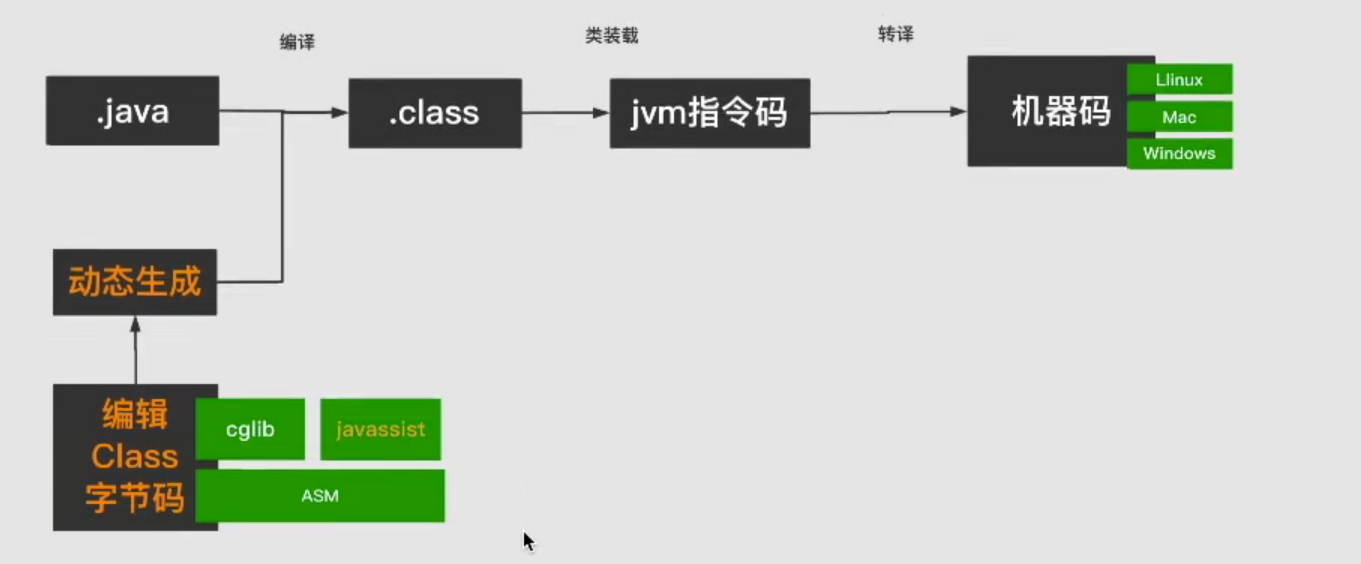 编译
类装载
转译
.java
.class
jvm指令码
机器码
Llinux
Mac
Windows
动态生成
编辑
Class
字节码
cglib
javassist
ASM